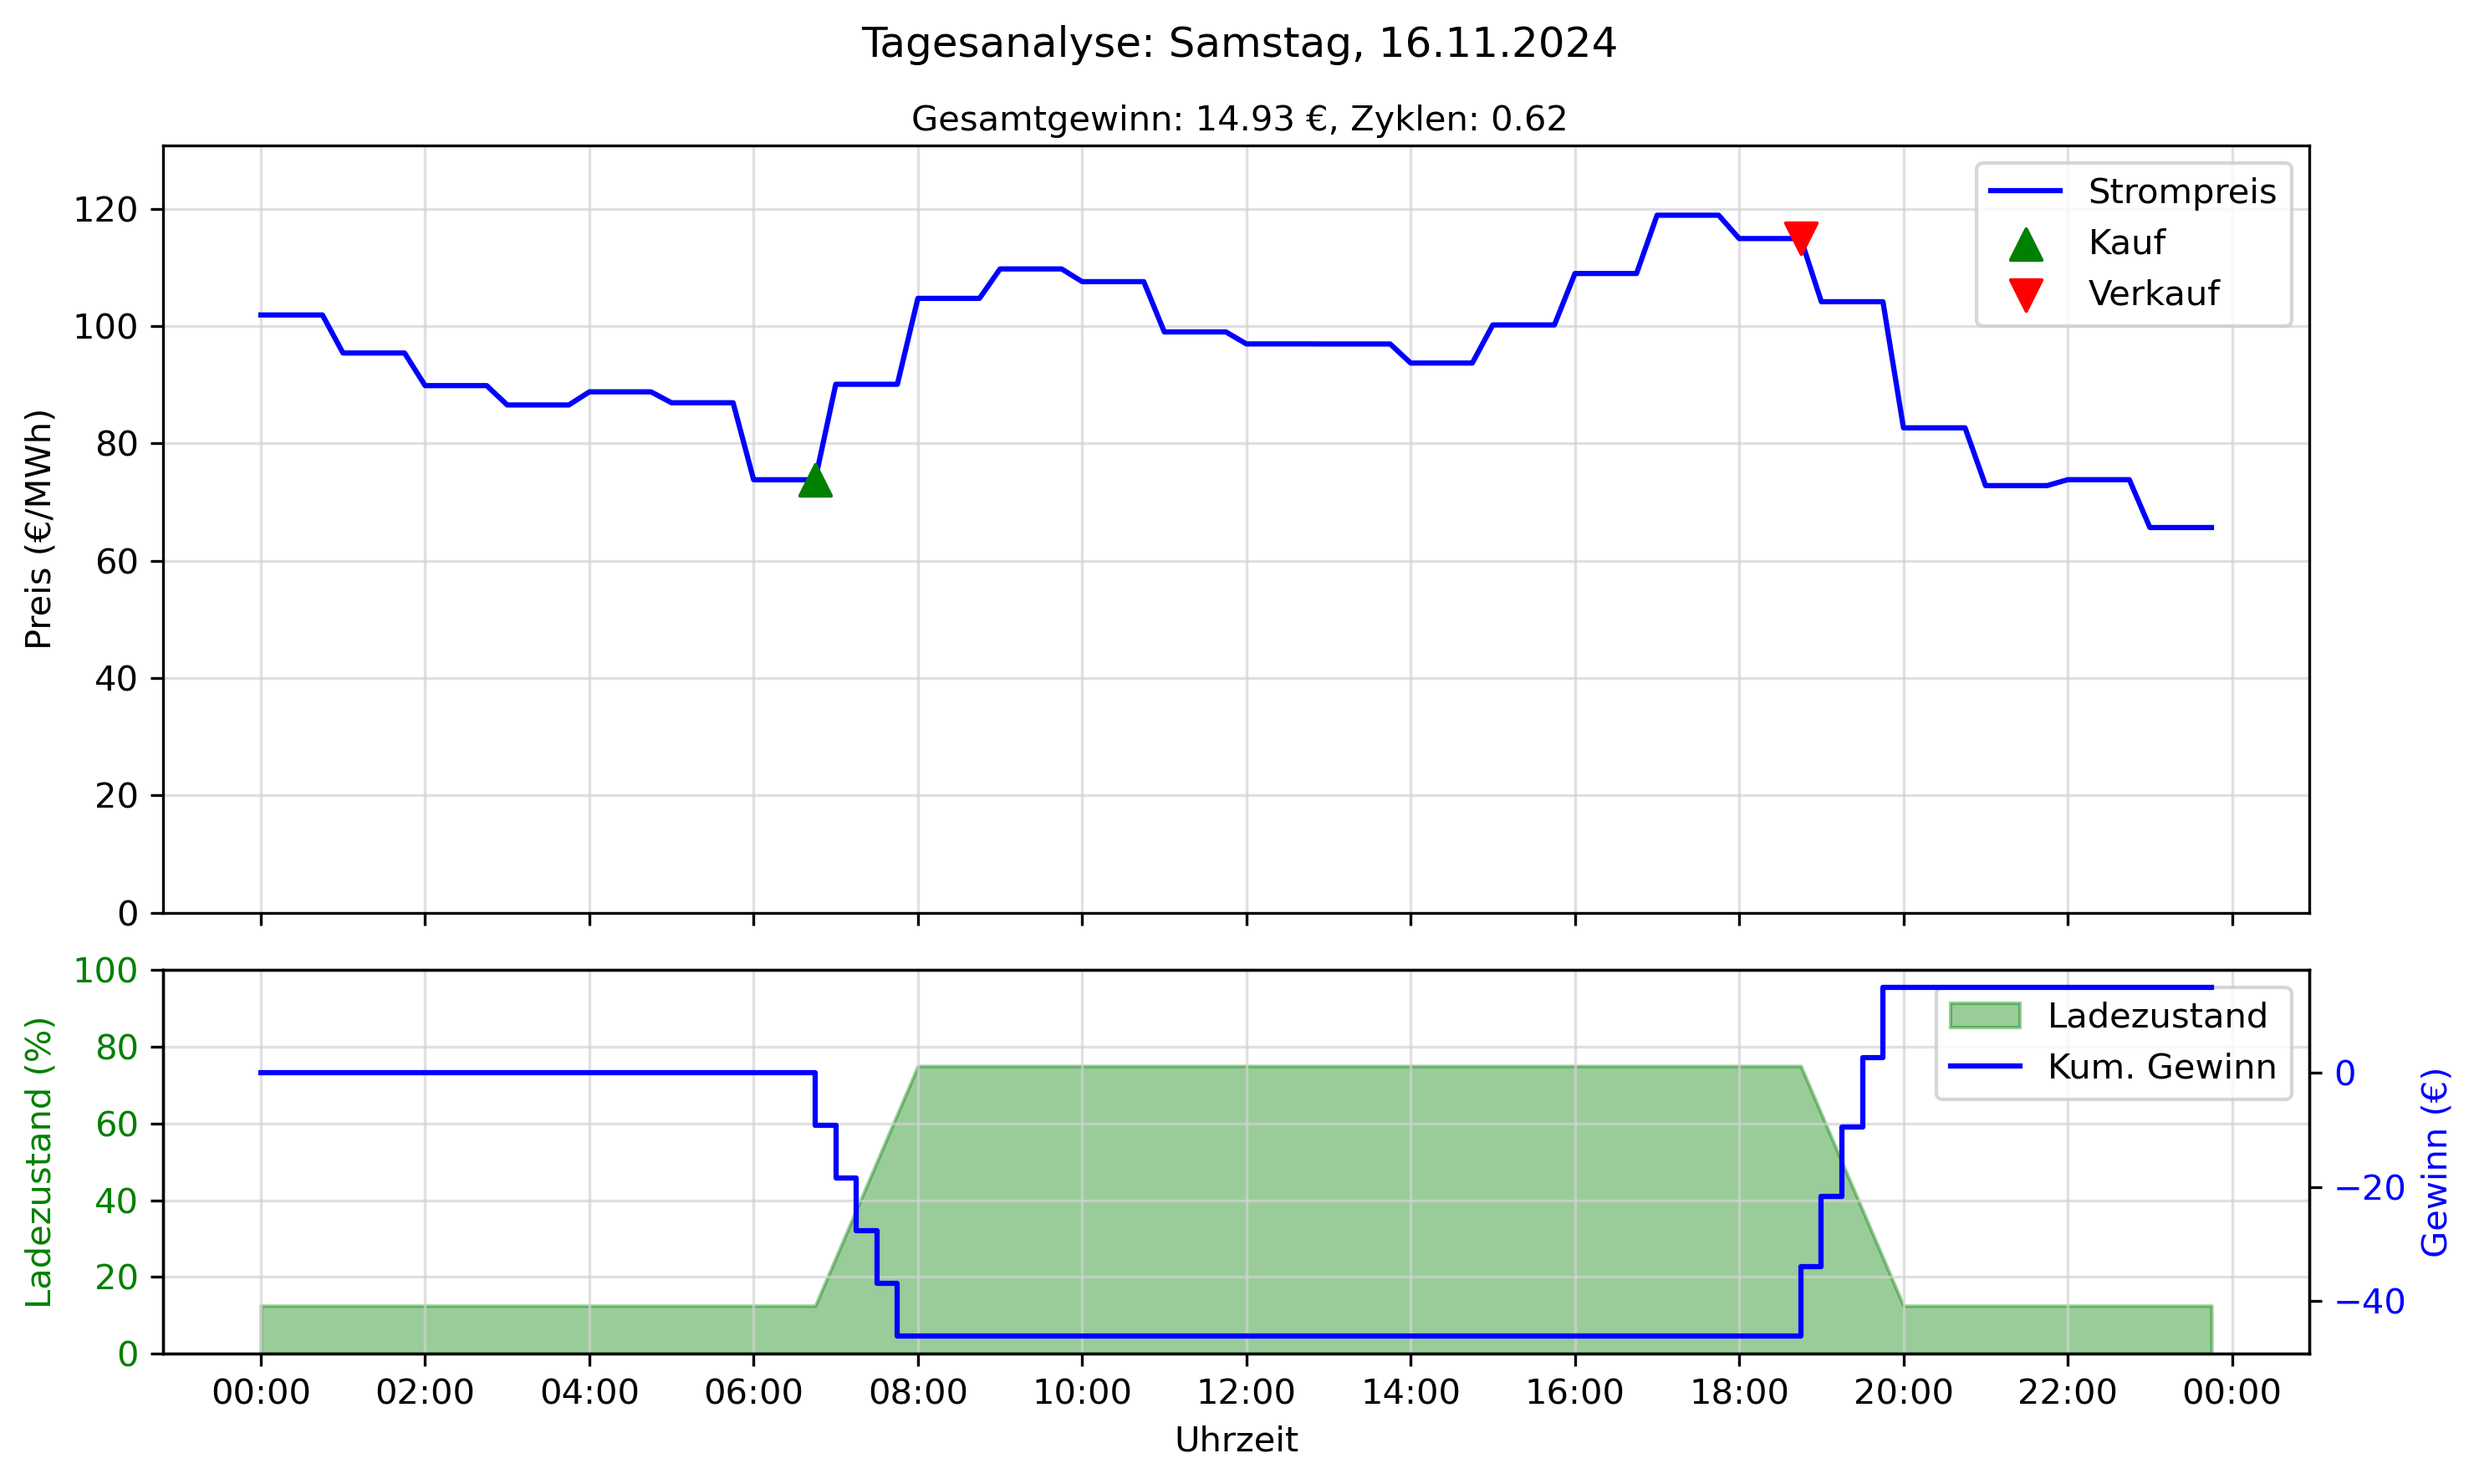 Tagesanalyse: Samstag, 16.11.2024
Gesamtgewinn: 14.93 €, Zyklen: 0.62
Preis (€/MWh)
120
100
80
60
40
20
0
Strompreis
Kauf
Verkauf
Ladezustand (%)
100
80
60
40
20
0
Ladezustand
Kum. Gewinn
0
−20
−40
Gewinn (€)
00:00 02:00 04:00 06:00 08:00 10:00 12:00 14:00 16:00 18:00 20:00 22:00 00:00
Uhrzeit